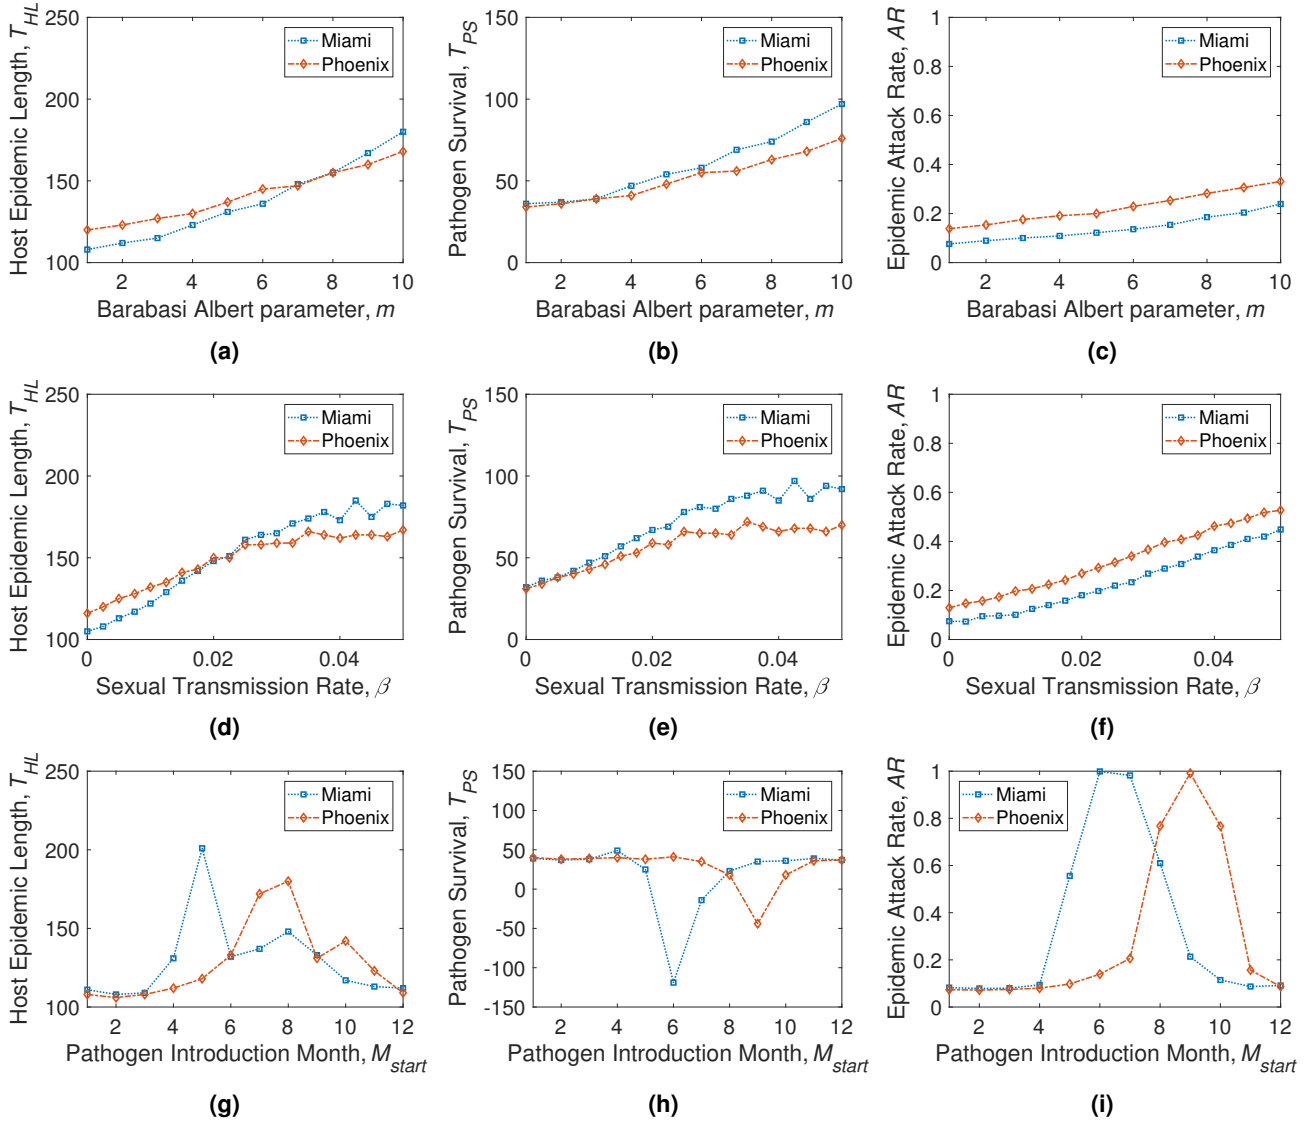 250
200
150
100
2 4 6 8 10
Host Epidemic Length, T_HL
Barabasi Albert parameter, m
Miami
Phoenix
(a)
150
100
50
0
2 4 6 8 10
Pathogen Survival, T_PS
Barabasi Albert parameter, m
Miami
Phoenix
(b)
1
0.8
0.6
0.4
0.2
0
2 4 6 8 10
Epidemic Attack Rate, AR
Barabasi Albert parameter, m
Miami
Phoenix
(c)
250
200
150
100
0 0.02 0.04
Host Epidemic Length, T_HL
Sexual Transmission Rate, β
Miami
Phoenix
(d)
150
100
50
0
0 0.02 0.04
Pathogen Survival, T_PS
Sexual Transmission Rate, β
Miami
Phoenix
(e)
1
0.8
0.6
0.4
0.2
0
0 0.02 0.04
Epidemic Attack Rate, AR
Sexual Transmission Rate, β
Miami
Phoenix
(f)
250
200
150
100
2 4 6 8 10 12
Host Epidemic Length, T_HL
Pathogen Introduction Month, M_start
Miami
Phoenix
(g)
150
100
50
0
-50
-100
-150
2 4 6 8 10 12
Pathogen Survival, T_PS
Pathogen Introduction Month, M_start
Miami
Phoenix
(h)
1
0.8
0.6
0.4
0.2
0
2 4 6 8 10 12
Epidemic Attack Rate, AR
Pathogen Introduction Month, M_start
Miami
Phoenix
(i)